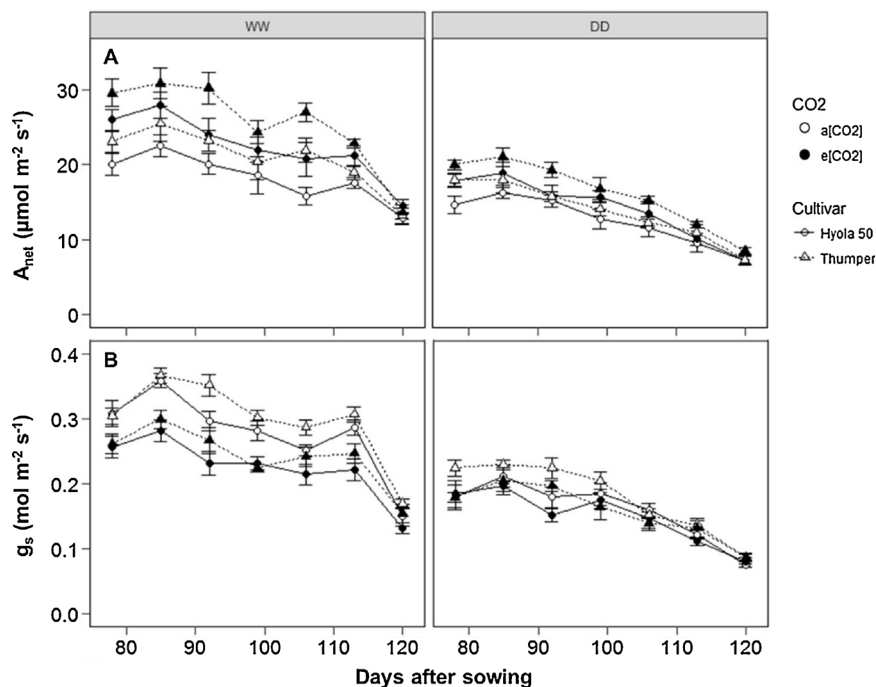 WW
DD
A
30
20
10
0
A_net (µmol m⁻² s⁻¹)
CO2
a[CO2]
e[CO2]
Cultivar
Hyola 50
Thumper
B
0.4
0.3
0.2
0.1
0.0
g_s (mol m⁻² s⁻¹)
80 90 100 110 120 80 90 100 110 120
Days after sowing